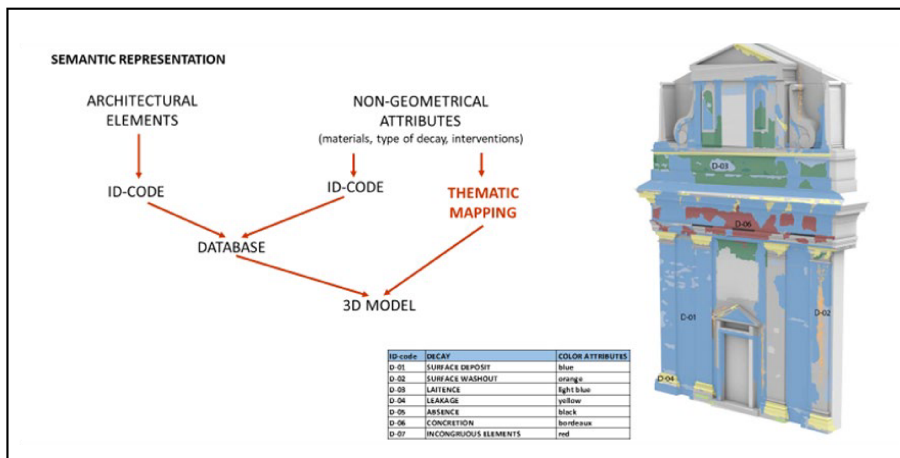 SEMANTIC REPRESENTATION
ARCHITECTURAL
ELEMENTS
NON-GEOMETRICAL
ATTRIBUTES
(materials, type of decay, interventions)
ID-CODE
ID-CODE
THEMATIC
MAPPING
DATABASE
3D MODEL
ID-code DECAY COLOR ATTRIBUTES
D-01 SURFACE DEPOSIT blue
D-02 SURFACE WASHOUT orange
D-03 LAITENCE light blue
D-04 LEAKAGE yellow
D-05 ABSENCE black
D-06 CONCRETION bordeaux
D-07 INCONGRUOUS ELEMENTS red
D-03
D-06
D-01
D-02
D-04